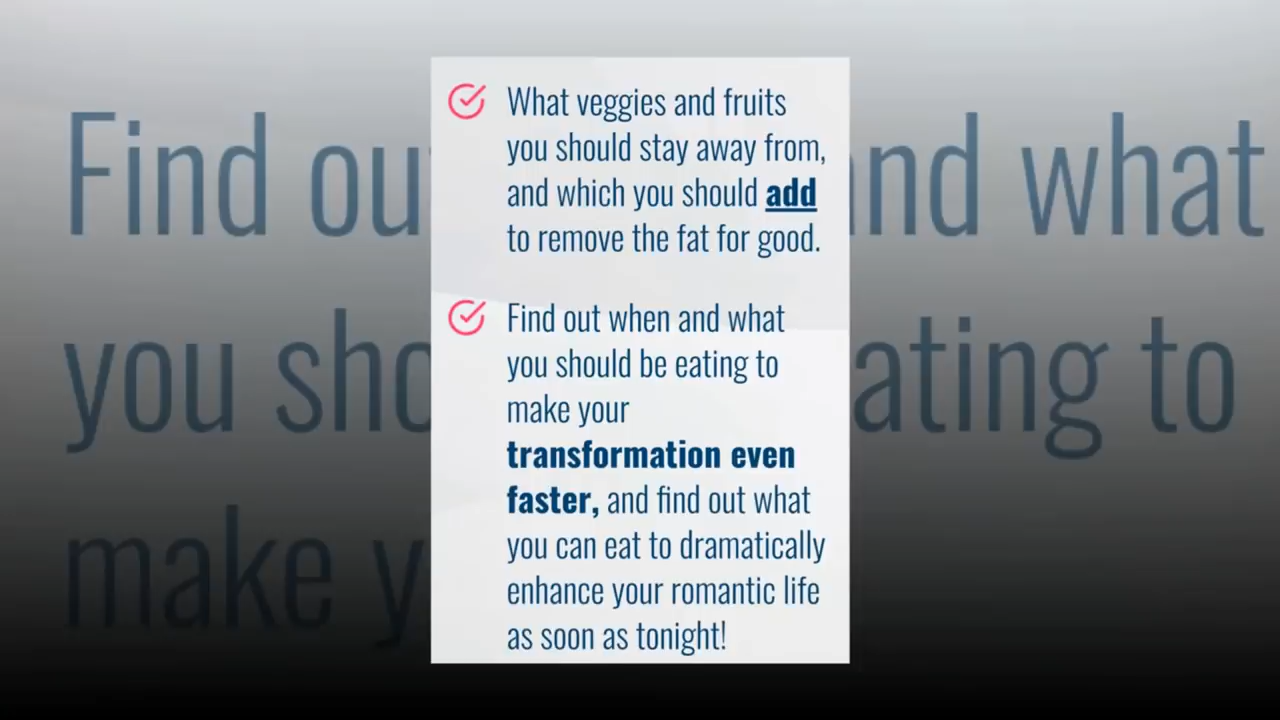 What veggies and fruits
you should stay away from,
and which you should add
to remove the fat for good.
Find out when and what
you should be eating to
make your
transformation even
faster, and find out what
you can eat to dramatically
enhance your romantic life
as soon as tonight!
Find ou nd what
you sho ating to
make y